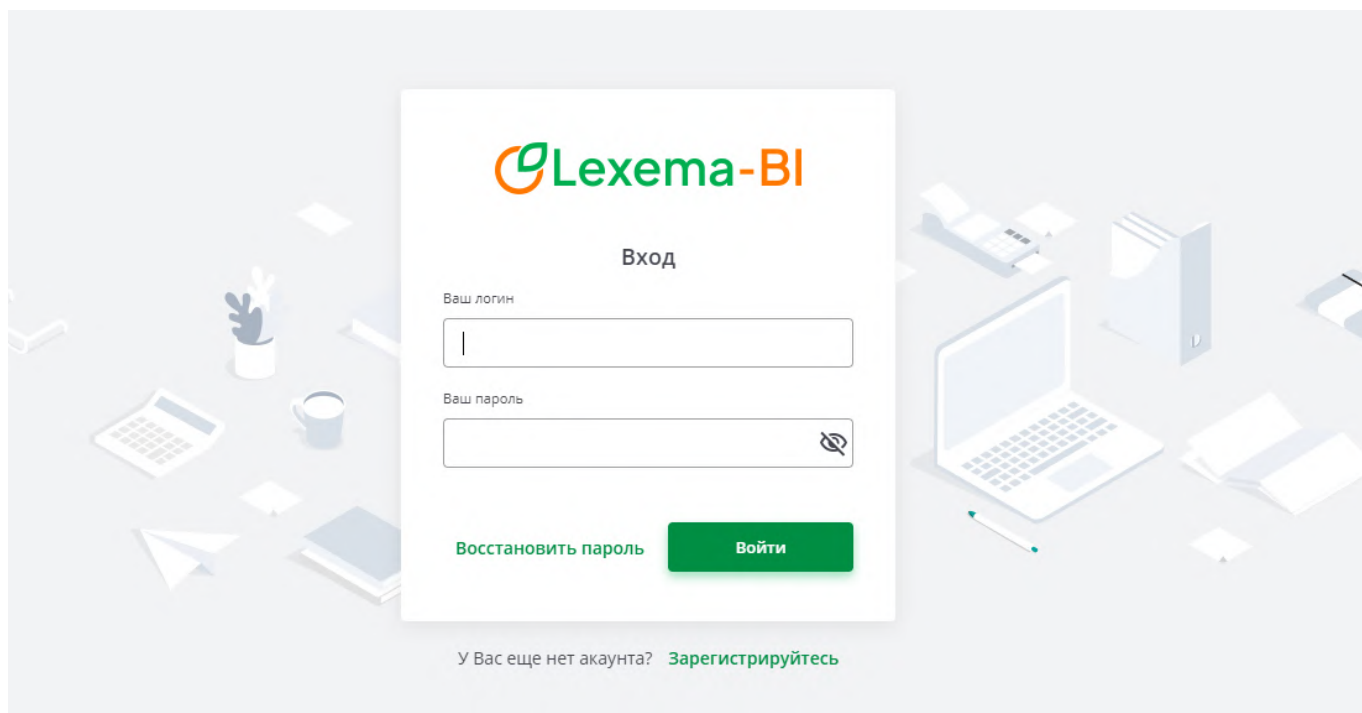 Lexema-BI
Вход
Ваш логин
Ваш пароль
Восстановить пароль Войти
У Вас еще нет акаунта? Зарегистрируйтесь